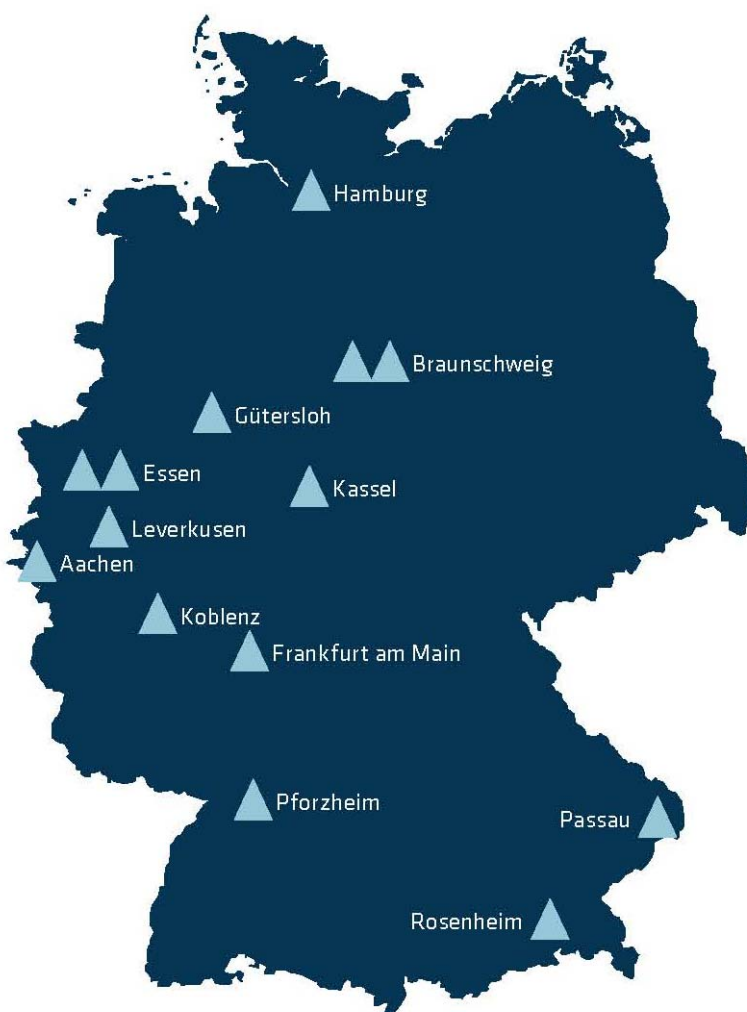 Hamburg
Braunschweig
Gütersloh
Essen
Kassel
Leverkusen
Aachen
Koblenz
Frankfurt am Main
Pforzheim
Passau
Rosenheim